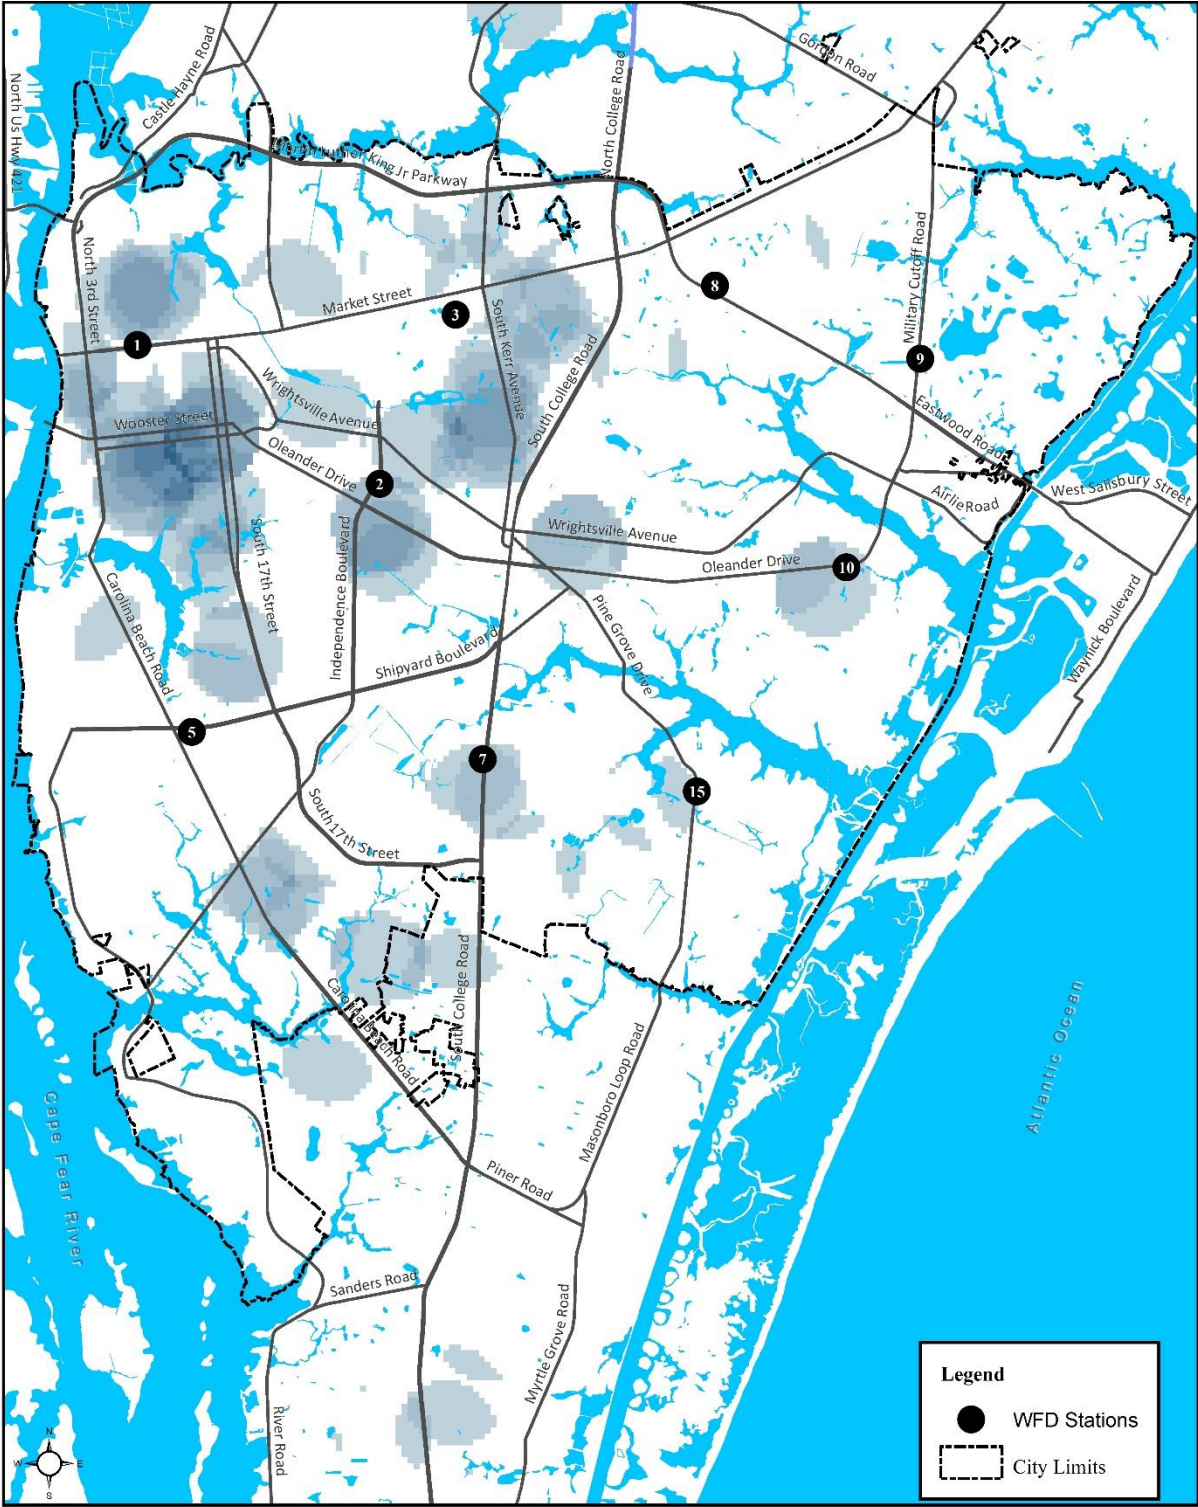 Castle Hayne Road
North Us Hwy 421
North College Road
Gordon Road
Martin Luther King Jr Parkway
North 3rd Street
Military Cutoff Road
8
Market Street
3
1
South Kerr Avenue
South College Road
9
Wrightsville Avenue
Wooster Street
Eastwood Road
Oleander Drive
2
West Salisbury Street
Airlie Road
South 17th Street
Independence Boulevard
Wrightsville Avenue
Oleander Drive
10
Carolina Beach Road
Pine Grove Drive
Waynick Boulevard
Shipyard Boulevard
5
7
15
South 17th Street
South College Road
Carolina Beach Road
Masonboro Loop Road
Atlantic Ocean
Cape Fear River
Piner Road
Sanders Road
Myrtle Grove Road
River Road
N
W
E
S
Legend
WFD Stations
City Limits